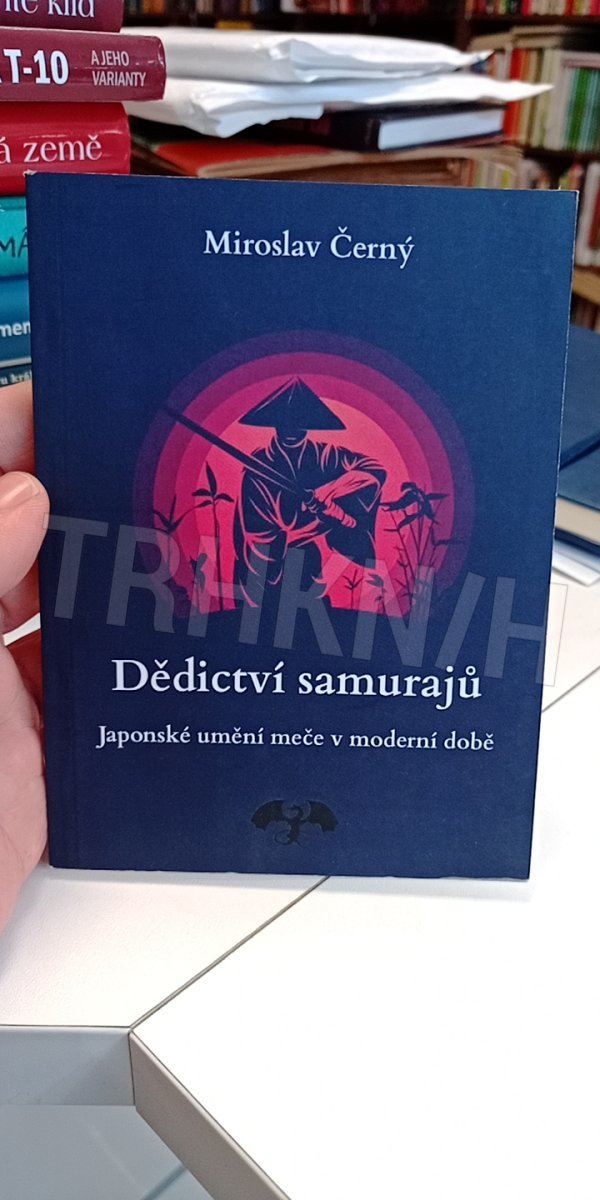 T-10
A JEHO
VARIANTY
á země
Miroslav Černý
TRHKNIH
Dědictví samurajů
Japonské umění meče v moderní době